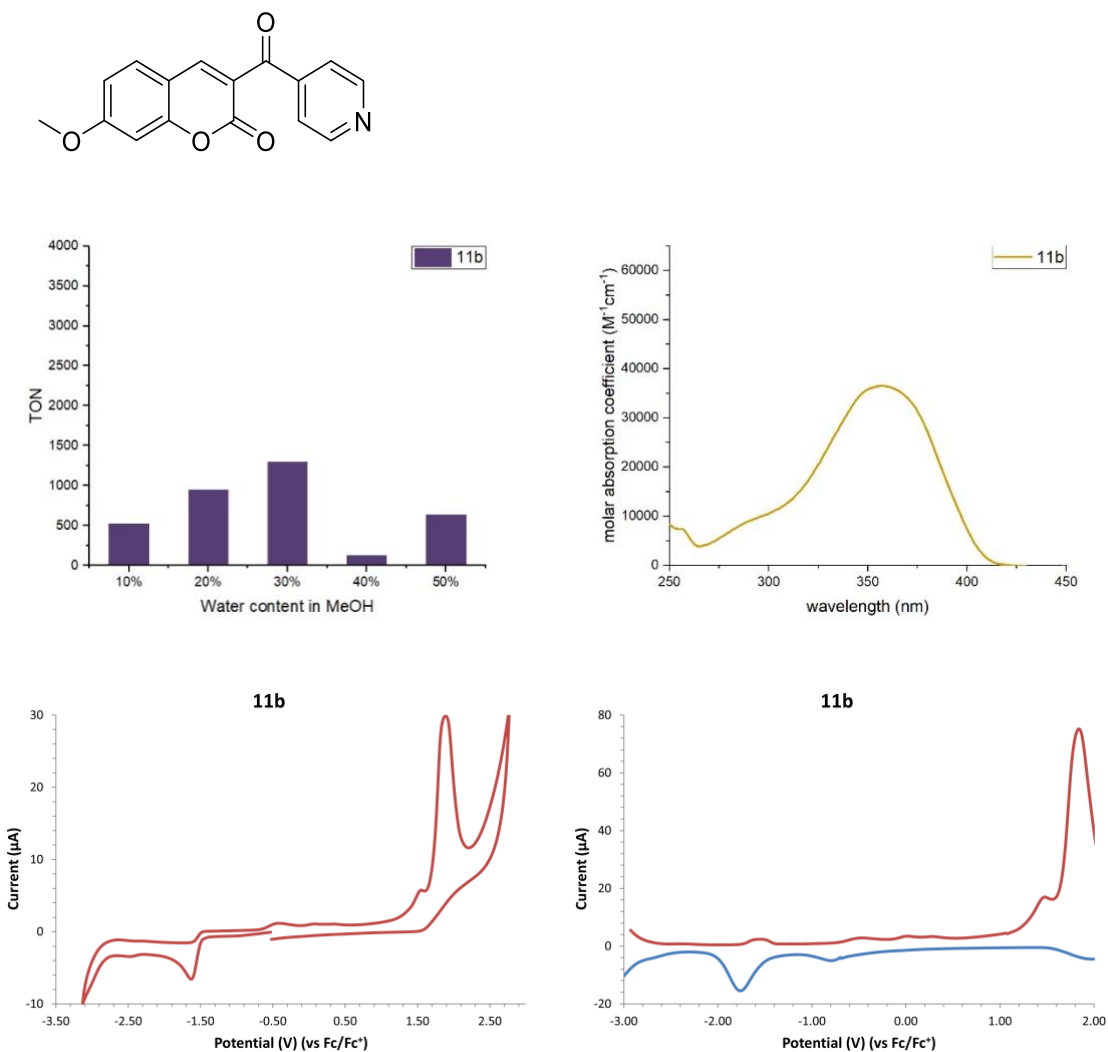 O
O
O
O
N
11b
4000
3500
3000
2500
2000
1500
1000
500
0
TON
10% 20% 30% 40% 50%
Water content in MeOH
11b
60000
50000
40000
30000
20000
10000
0
molar absorption coefficient (M⁻¹cm⁻¹)
250 300 350 400 450
wavelength (nm)
11b
30
20
10
0
-10
Current (µA)
-3.50 -2.50 -1.50 -0.50 0.50 1.50 2.50
Potential (V) (vs Fc/Fc⁺)
11b
80
60
40
20
0
-20
Current (µA)
-3.00 -2.00 -1.00 0.00 1.00 2.00
Potential (V) (vs Fc/Fc⁺)